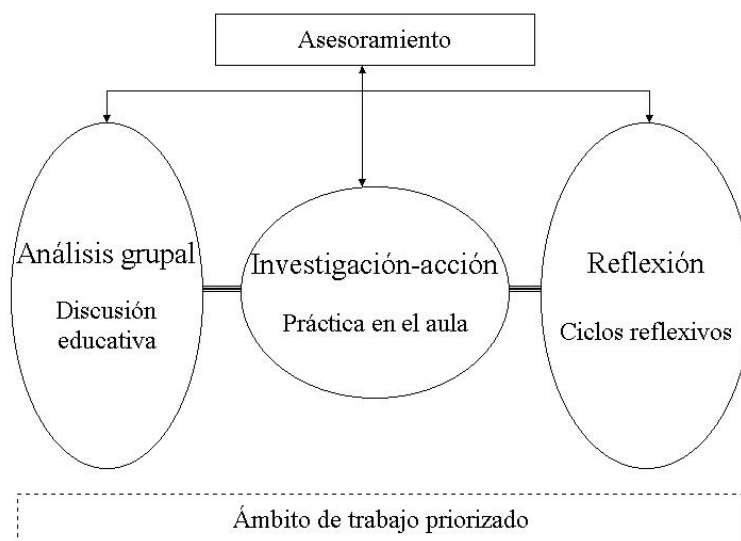 Asesoramiento
Análisis grupal
Discusión
educativa
Investigación-acción
Práctica en el aula
Reflexión
Ciclos reflexivos
Ámbito de trabajo priorizado